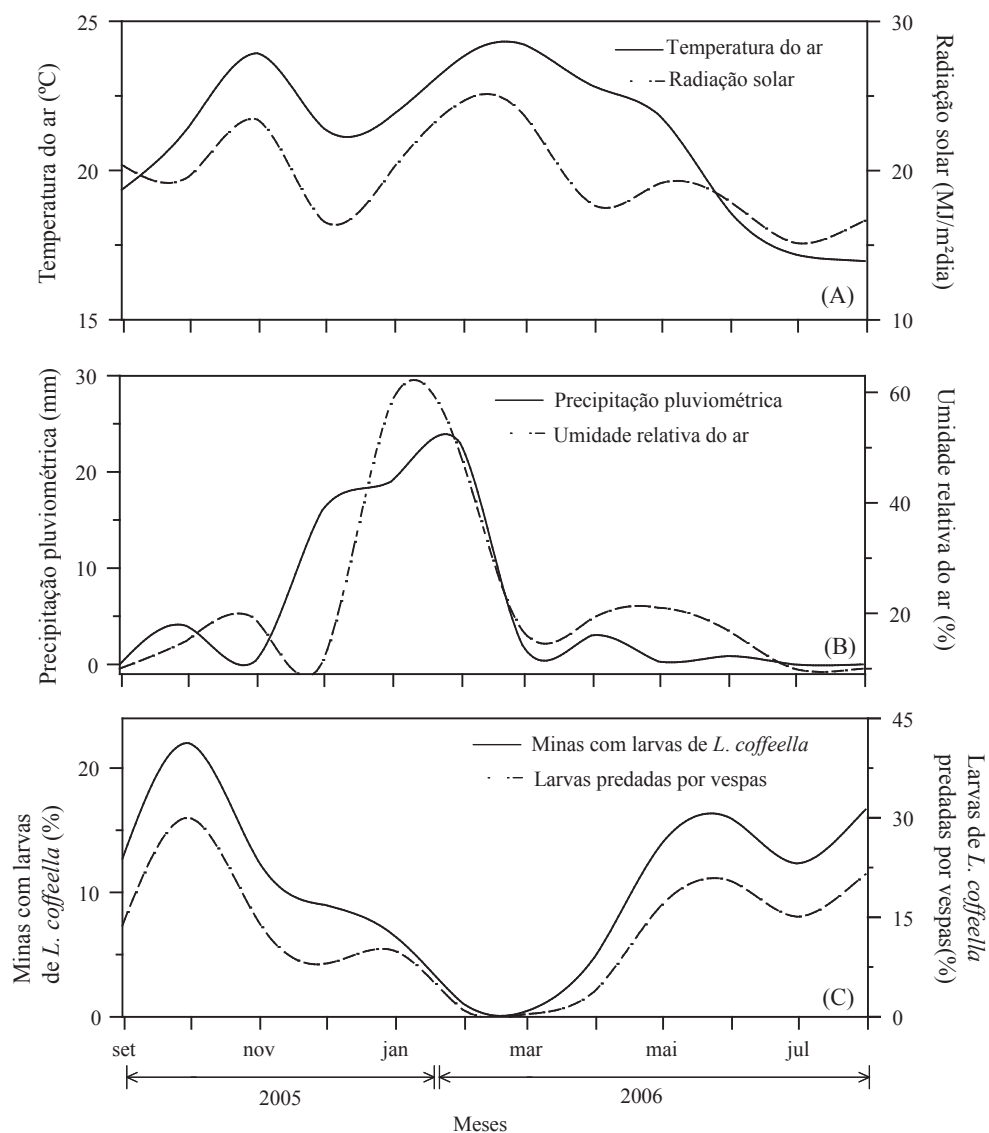 25
20
15
Temperatura do ar (ºC)
Temperatura do ar
Radiação solar
30
20
10
Radiação solar (MJ/m²dia)
(A)
30
20
10
0
Precipitação pluviométrica (mm)
Precipitação pluviométrica
Umidade relativa do ar
60
40
20
Umidade relativa do ar (%)
(B)
20
10
0
Minas com larvas
de L. coffeella (%)
Minas com larvas de L. coffeella
Larvas predadas por vespas
45
30
15
0
Larvas de L. coffeella
predadas por vespas(%)
(C)
set nov jan mar mai jul
2005 2006
Meses